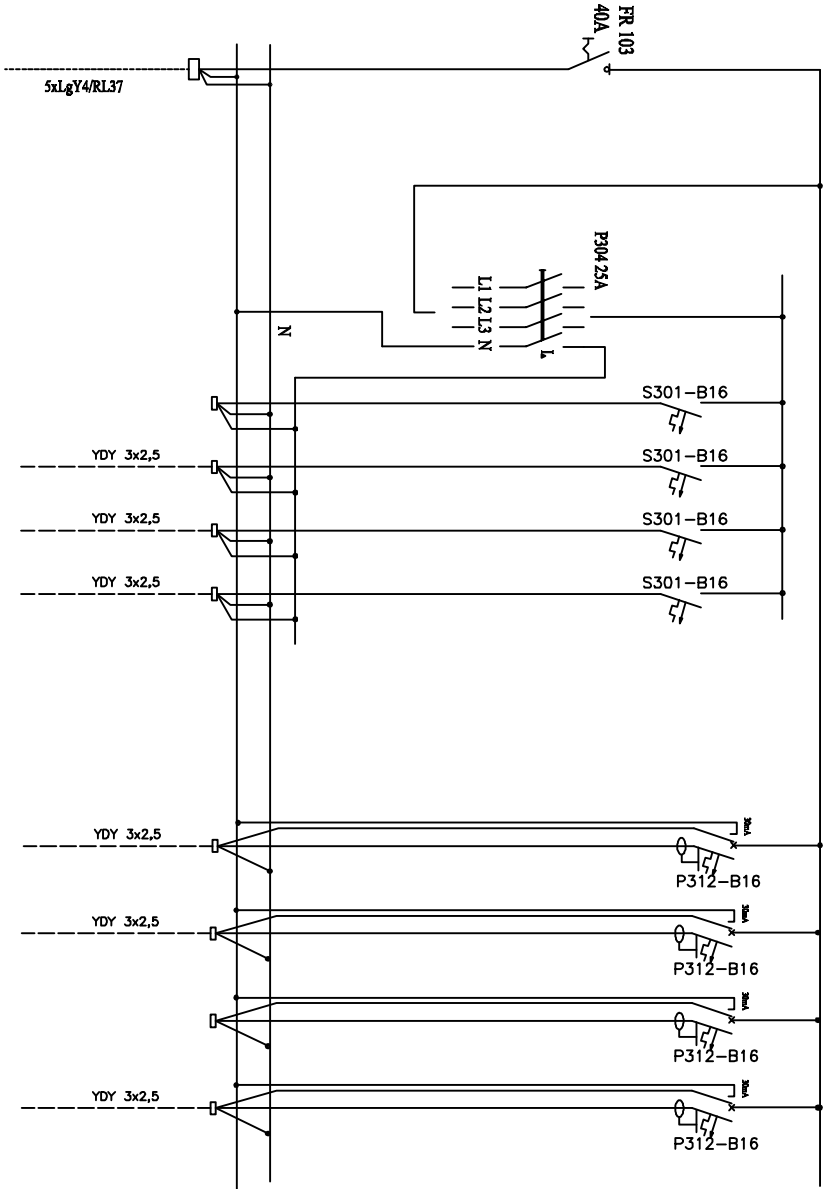 FR 103
40A
5xLgY4/RL37
P304 25A
L1
L2
L3
N
N
S301-B16
YDY 3x2,5
S301-B16
YDY 3x2,5
S301-B16
YDY 3x2,5
S301-B16
30mA
YDY 3x2,5
P312-B16
30mA
YDY 3x2,5
P312-B16
30mA
P312-B16
30mA
YDY 3x2,5
P312-B16